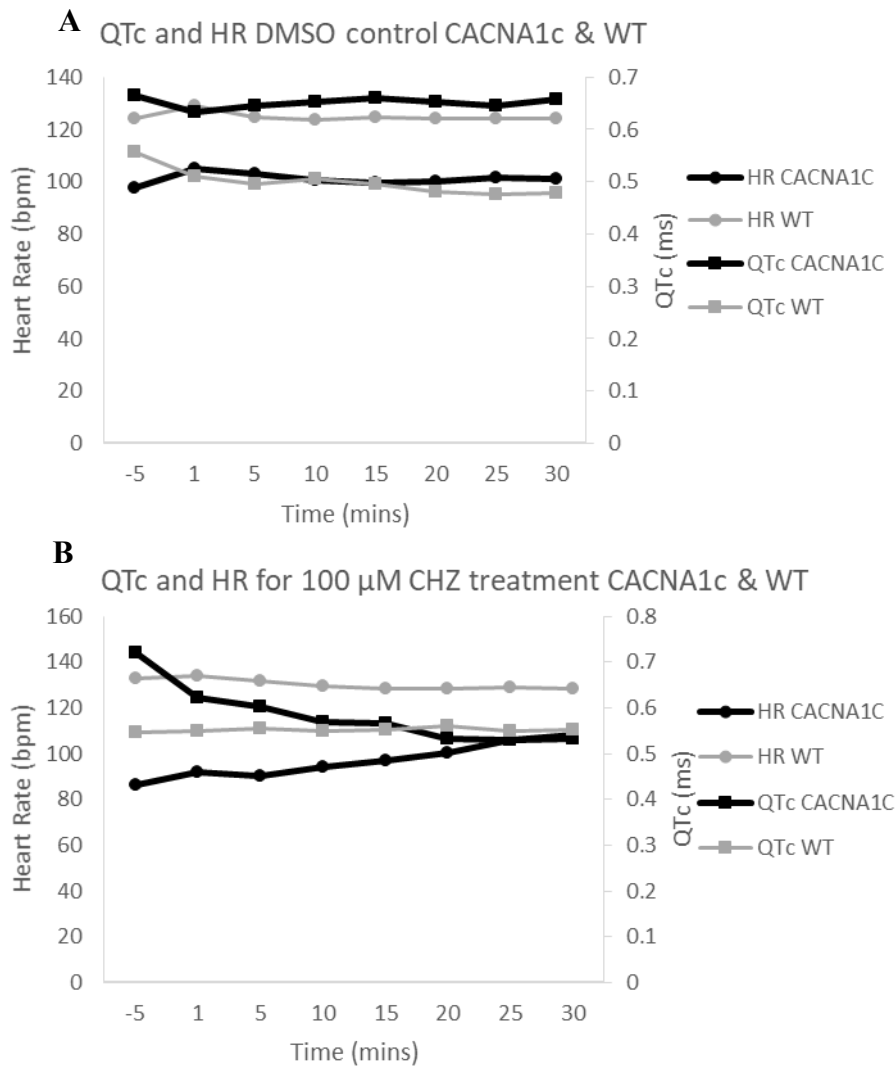 A
QTc and HR DMSO control CACNA1c & WT
140
120
100
80
60
40
20
0
Heart Rate (bpm)
0.7
0.6
0.5
0.4
0.3
0.2
0.1
0
QTc (ms)
-5 1 5 10 15 20 25 30
Time (mins)
HR CACNA1C
HR WT
QTc CACNA1C
QTc WT
B
QTc and HR for 100 µM CHZ treatment CACNA1c & WT
160
140
120
100
80
60
40
20
0
Heart Rate (bpm)
0.8
0.7
0.6
0.5
0.4
0.3
0.2
0.1
0
QTc (ms)
-5 1 5 10 15 20 25 30
Time (mins)
HR CACNA1C
HR WT
QTc CACNA1C
QTc WT